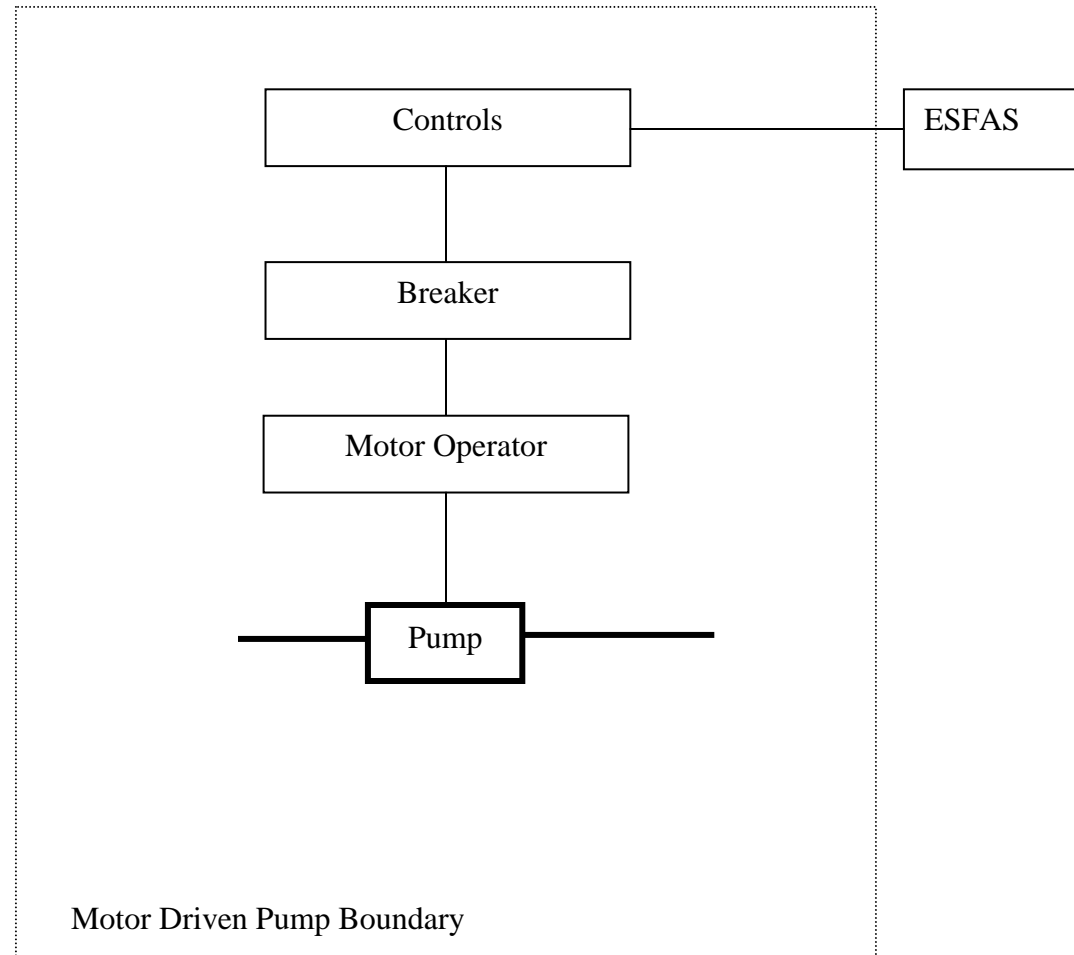 Controls
ESFAS
Breaker
Motor Operator
Pump
Motor Driven Pump Boundary